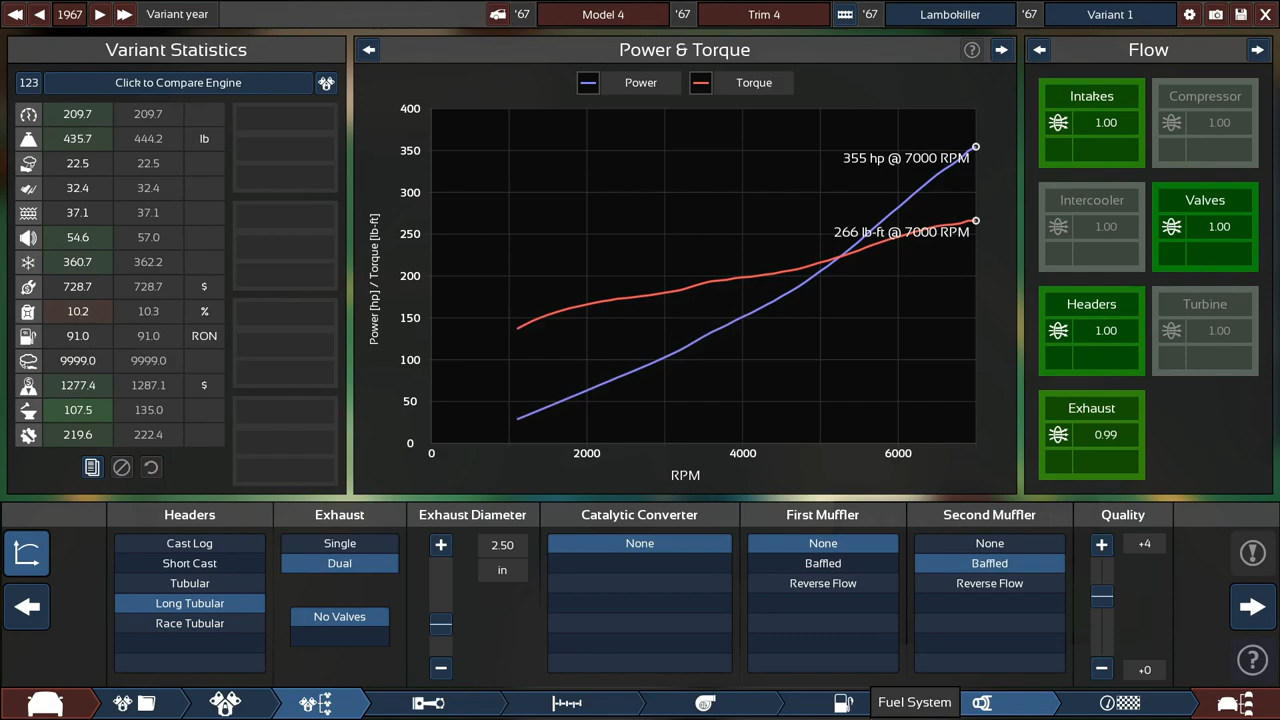 1967
Variant year
'67
Model 4
'67
Trim 4
'67
Lambokiller
'67
Variant 1
Variant Statistics
123
Click to Compare Engine
209.7 209.7
435.7 444.2 lb
22.5 22.5
32.4 32.4
37.1 37.1
54.6 57.0
360.7 362.2
728.7 728.7 $
10.2 10.3 %
91.0 91.0 RON
9999.0 9999.0
1277.4 1287.1 $
107.5 135.0
219.6 222.4
Power & Torque
?
Power
Torque
400
350
300
250
200
150
100
50
0
Power [hp] / Torque [lb-ft]
355 hp @ 7000 RPM
266 lb-ft @ 7000 RPM
0 2000 4000 6000
RPM
Flow
Intakes
1.00
Compressor
1.00
Intercooler
1.00
Valves
1.00
Headers
1.00
Turbine
1.00
Exhaust
0.99
Headers
Cast Log
Short Cast
Tubular
Long Tubular
Race Tubular
Exhaust
Single
Dual
No Valves
Exhaust Diameter
2.50
in
Catalytic Converter
None
First Muffler
None
Baffled
Reverse Flow
Second Muffler
None
Baffled
Reverse Flow
Quality
+4
+0
!
?
Fuel System